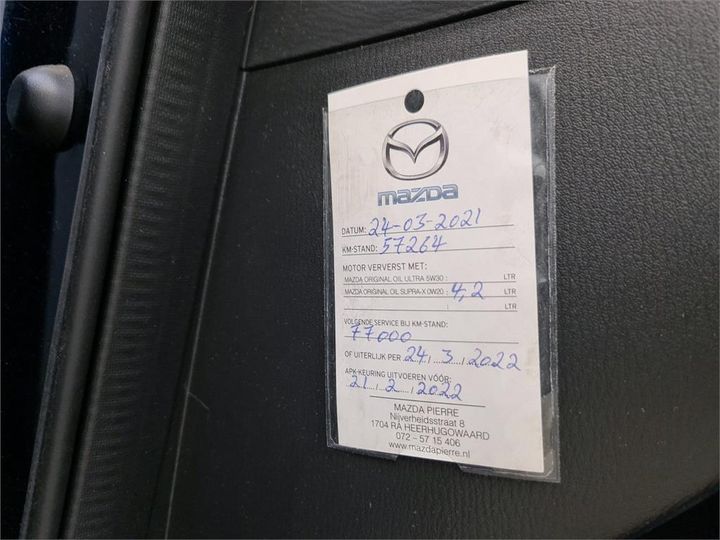 mazda
DATUM: 24-03-2021
KM-STAND: 57264
MOTOR VERVERST MET:
MAZDA ORIGINAL OIL ULTRA 5W30 : LTR
MAZDA ORIGINAL OIL SUPRA-X 0W20 : 4,2 LTR
: LTR
VOLGENDE SERVICE BIJ KM-STAND:
77000
OF UITERLIJK PER 24 / 3 / 2022
APK-KEURING UITVOEREN VÓÓR:
21 / 2 / 2022
MAZDA PIERRE
Nijverheidsstraat 8
1704 RA HEERHUGOWAARD
072 - 57 15 406
www.mazdapierre.nl